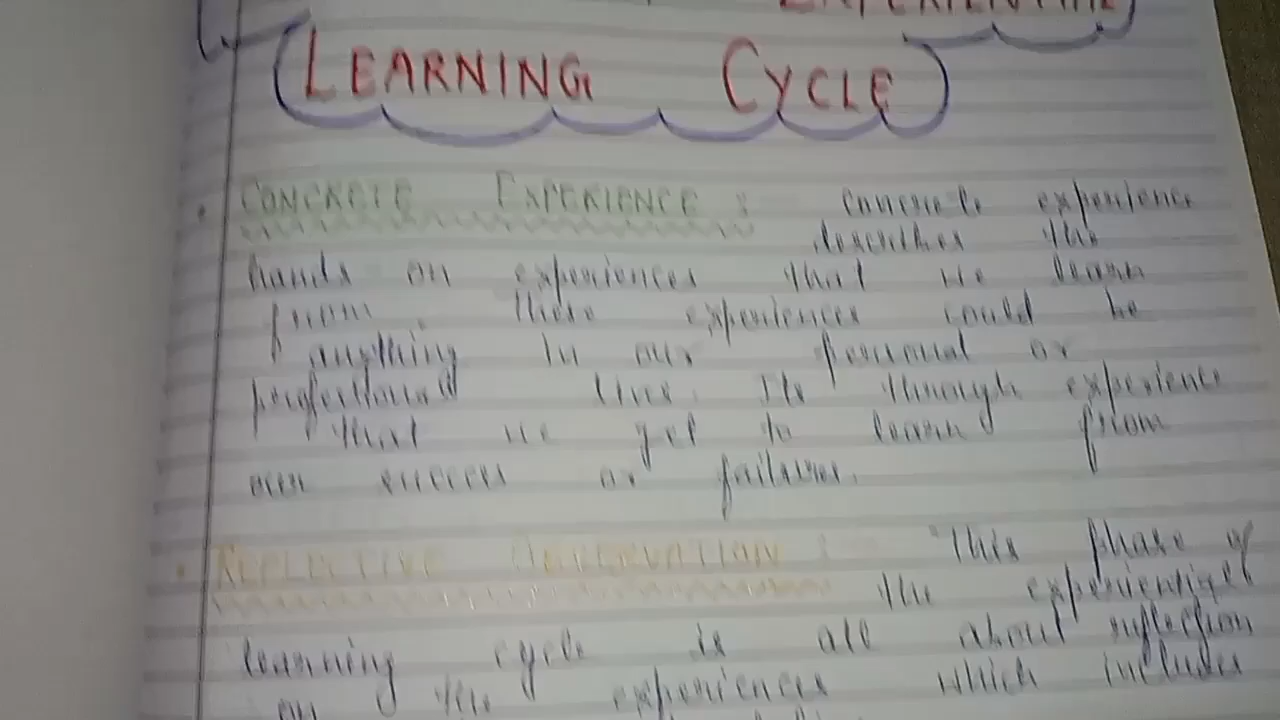 EXPERIENTIAL
LEARNING CYCLE
• CONCRETE EXPERIENCE : Concrete experience
describes the
hands on experiences that we learn
from these experiences could be
anything in our personal or
professional lives. Its through experience
that we get to learn from
our success or failures.
• REFLECTIVE OBSERVATION : This phase of
the experiential
learning cycle is all about reflection
on the experiences which includes